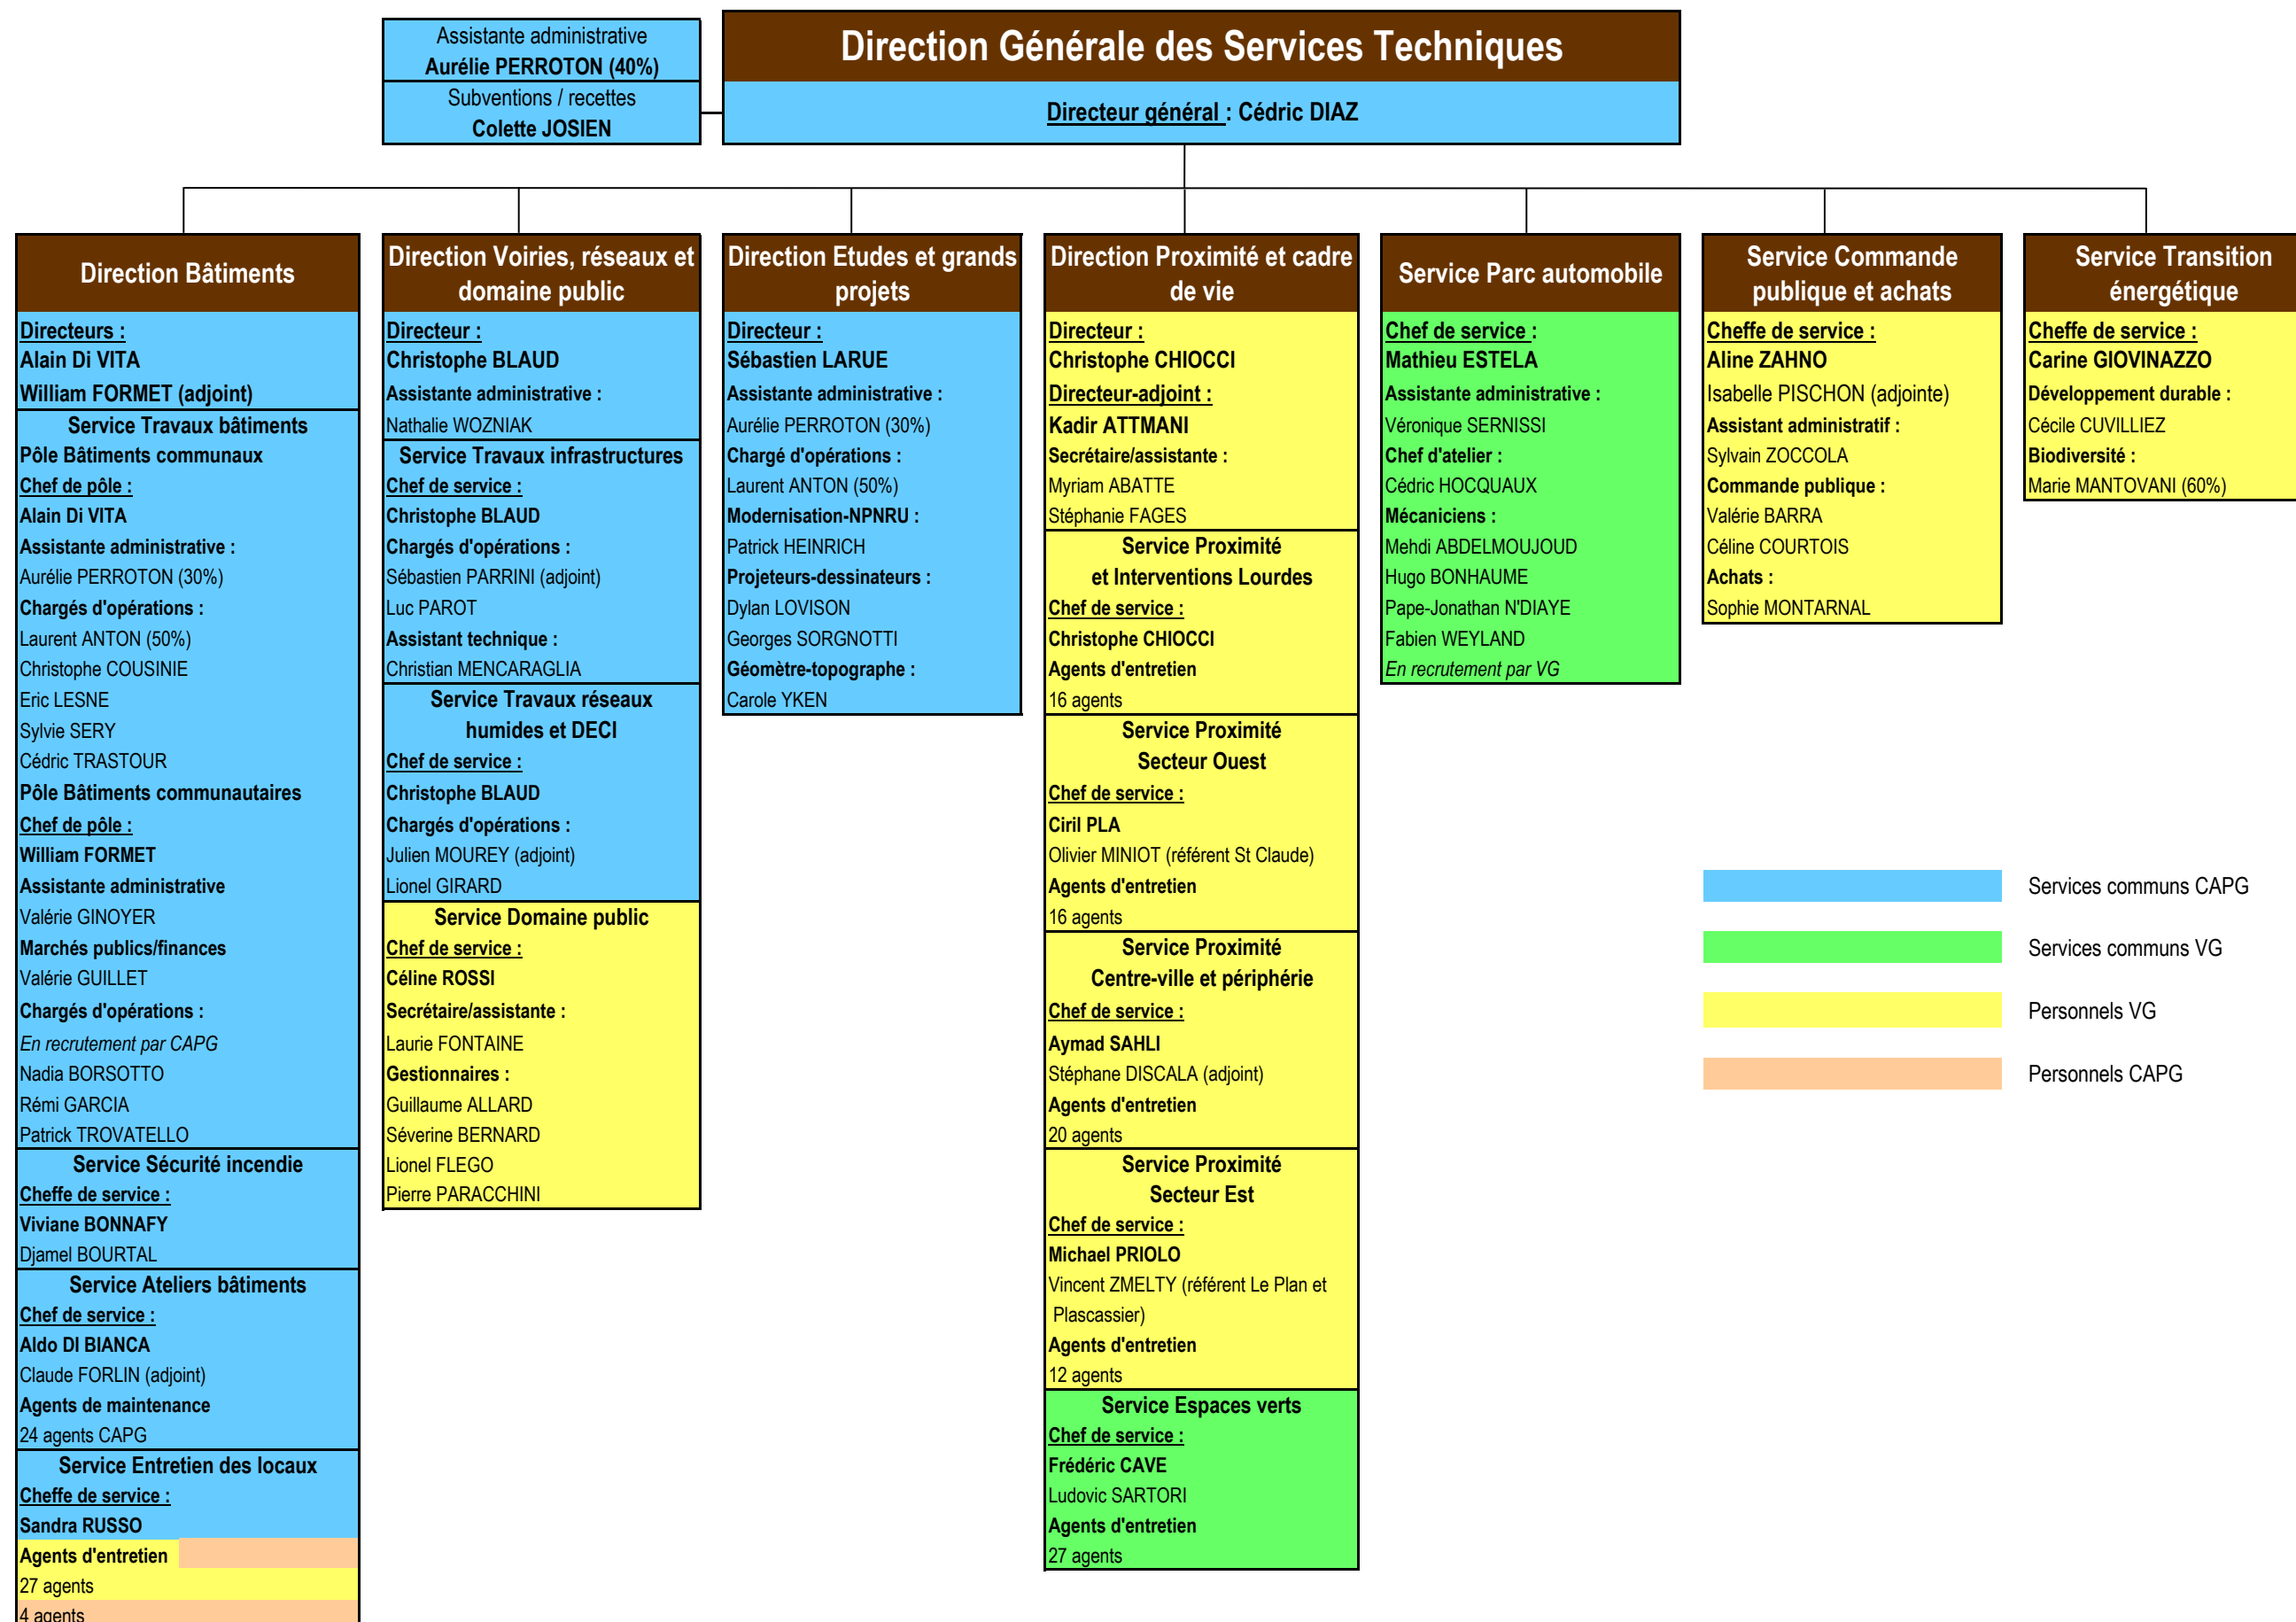 Assistante administrative
Aurélie PERROTON (40%)
Subventions / recettes
Colette JOSIEN
Direction Générale des Services Techniques
Directeur général : Cédric DIAZ
Direction Bâtiments
Directeurs :
Alain Di VITA
William FORMET (adjoint)
Service Travaux bâtiments
Pôle Bâtiments communaux
Chef de pôle :
Alain Di VITA
Assistante administrative :
Aurélie PERROTON (30%)
Chargés d'opérations :
Laurent ANTON (50%)
Christophe COUSINIE
Eric LESNE
Sylvie SERY
Cédric TRASTOUR
Pôle Bâtiments communautaires
Chef de pôle :
William FORMET
Assistante administrative
Valérie GINOYER
Marchés publics/finances
Valérie GUILLET
Chargés d'opérations :
En recrutement par CAPG
Nadia BORSOTTO
Rémi GARCIA
Patrick TROVATELLO
Service Sécurité incendie
Cheffe de service :
Viviane BONNAFY
Djamel BOURTAL
Service Ateliers bâtiments
Chef de service :
Aldo DI BIANCA
Claude FORLIN (adjoint)
Agents de maintenance
24 agents CAPG
Service Entretien des locaux
Cheffe de service :
Sandra RUSSO
Agents d'entretien
27 agents
4 agents
Direction Voiries, réseaux et
domaine public
Directeur :
Christophe BLAUD
Assistante administrative :
Nathalie WOZNIAK
Service Travaux infrastructures
Chef de service :
Christophe BLAUD
Chargés d'opérations :
Sébastien PARRINI (adjoint)
Luc PAROT
Assistant technique :
Christian MENCARAGLIA
Service Travaux réseaux
humides et DECI
Chef de service :
Christophe BLAUD
Chargés d'opérations :
Julien MOUREY (adjoint)
Lionel GIRARD
Service Domaine public
Chef de service :
Céline ROSSI
Secrétaire/assistante :
Laurie FONTAINE
Gestionnaires :
Guillaume ALLARD
Séverine BERNARD
Lionel FLEGO
Pierre PARACCHINI
Direction Etudes et grands
projets
Directeur :
Sébastien LARUE
Assistante administrative :
Aurélie PERROTON (30%)
Chargé d'opérations :
Laurent ANTON (50%)
Modernisation-NPNRU :
Patrick HEINRICH
Projeteurs-dessinateurs :
Dylan LOVISON
Georges SORGNOTTI
Géomètre-topographe :
Carole YKEN
Direction Proximité et cadre
de vie
Directeur :
Christophe CHIOCCI
Directeur-adjoint :
Kadir ATTMANI
Secrétaire/assistante :
Myriam ABATTE
Stéphanie FAGES
Service Proximité
et Interventions Lourdes
Chef de service :
Christophe CHIOCCI
Agents d'entretien
16 agents
Service Proximité
Secteur Ouest
Chef de service :
Ciril PLA
Olivier MINIOT (référent St Claude)
Agents d'entretien
16 agents
Service Proximité
Centre-ville et périphérie
Chef de service :
Aymad SAHLI
Stéphane DISCALA (adjoint)
Agents d'entretien
20 agents
Service Proximité
Secteur Est
Chef de service :
Michael PRIOLO
Vincent ZMELTY (référent Le Plan et
Plascassier)
Agents d'entretien
12 agents
Service Espaces verts
Chef de service :
Frédéric CAVE
Ludovic SARTORI
Agents d'entretien
27 agents
Service Parc automobile
Chef de service :
Mathieu ESTELA
Assistante administrative :
Véronique SERNISSI
Chef d'atelier :
Cédric HOCQUAUX
Mécaniciens :
Mehdi ABDELMOUJOUD
Hugo BONHAUME
Pape-Jonathan N'DIAYE
Fabien WEYLAND
En recrutement par VG
Service Commande
publique et achats
Cheffe de service :
Aline ZAHNO
Isabelle PISCHON (adjointe)
Assistant administratif :
Sylvain ZOCCOLA
Commande publique :
Valérie BARRA
Céline COURTOIS
Achats :
Sophie MONTARNAL
Service Transition
énergétique
Cheffe de service :
Carine GIOVINAZZO
Développement durable :
Cécile CUVILLIEZ
Biodiversité :
Marie MANTOVANI (60%)
Services communs CAPG
Services communs VG
Personnels VG
Personnels CAPG